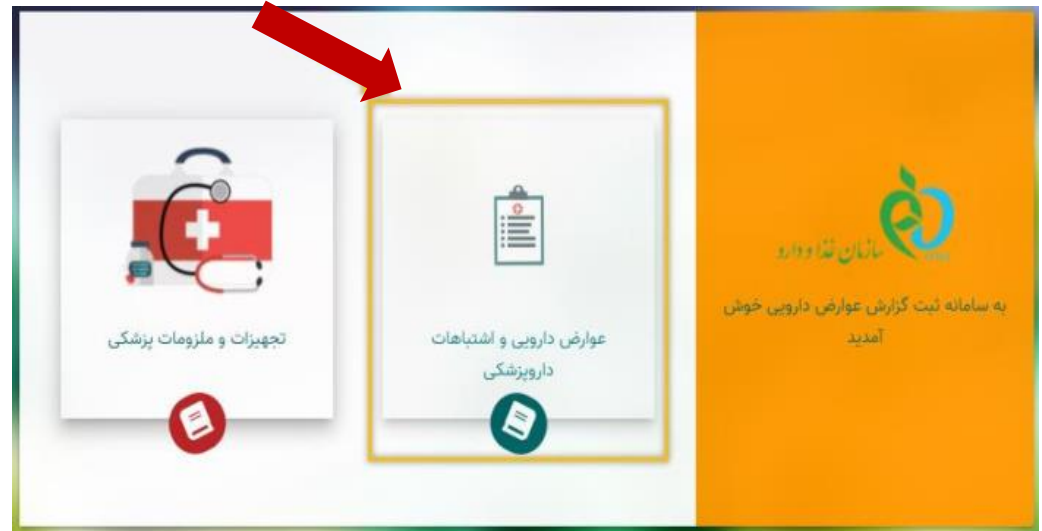 سازمان غذا و دارو
به سامانه ثبت گزارش عوارض دارویی خوش
آمدید
عوارض دارویی و اشتباهات
داروپزشکی
تجهیزات و ملزومات پزشکی